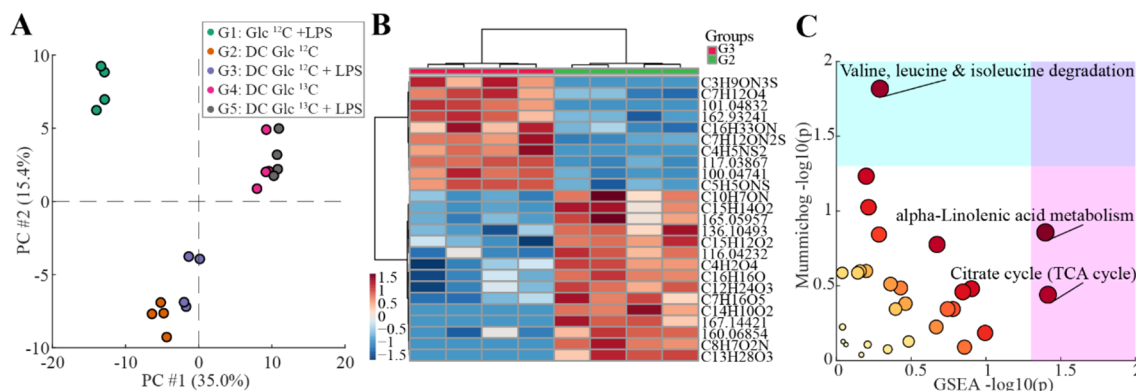 A
10
5
0
-5
-10
-20
-10
0
10
20
PC #2 (15.4%)
PC #1 (35.0%)
G1: Glc ¹²C +LPS
G2: DC Glc ¹²C
G3: DC Glc ¹²C + LPS
G4: DC Glc ¹³C
G5: DC Glc ¹³C + LPS
B
Groups
G3
G2
C3H9ON3S
C7H12O4
101.04832
162.93241
C16H33ON
C7H12ON2S
C4H5NS2
117.03867
100.04741
C5H5ONS
C10H7ON
C15H14O2
165.05957
136.10493
C15H12O2
116.04232
C4H2O4
C16H16O
C12H24O3
C7H16O5
C14H10O2
167.14421
160.06854
C8H7O2N
C13H28O3
1.5
1
0.5
0
−0.5
−1
−1.5
C
2
1.5
1
0.5
0
0
0.5
1.0
1.5
2
Mummichog -log10(p)
GSEA -log10(p)
Valine, leucine & isoleucine degradation
alpha-Linolenic acid metabolism
Citrate cycle (TCA cycle)